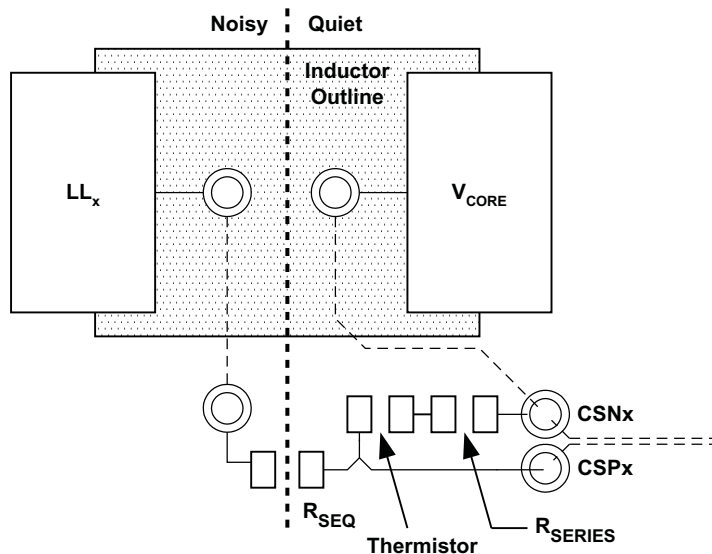 Noisy Quiet
Inductor
Outline
LLx
VCORE
CSNx
CSPx
RSEQ
RSERIES
Thermistor